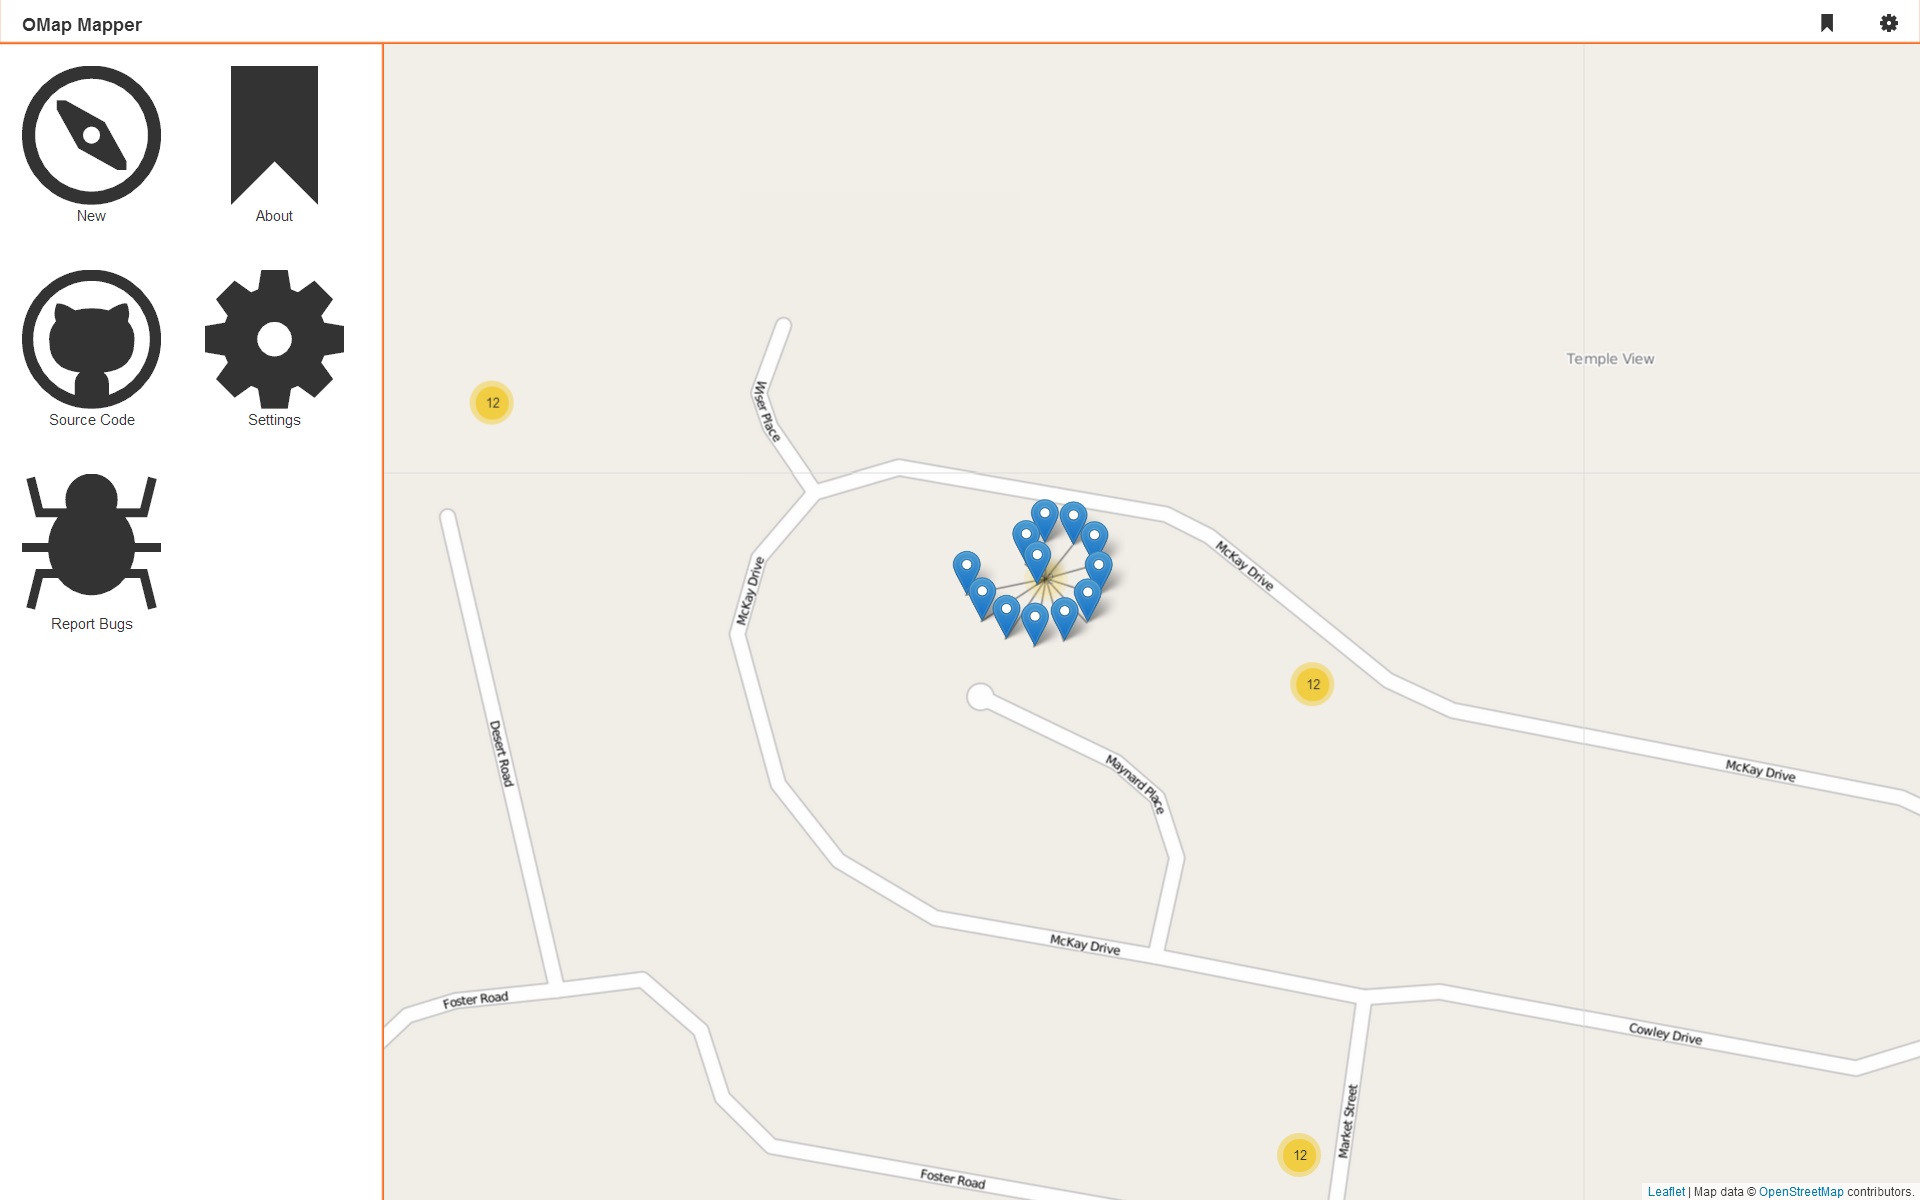 OMap Mapper
New
About
Source Code
Settings
Report Bugs
Temple View
Wiser Place
12
McKay Drive
McKay Drive
12
Desert Road
Maynard Place
McKay Drive
McKay Drive
Foster Road
Cowley Drive
Market Street
12
Foster Road
Leaflet | Map data © OpenStreetMap contributors.